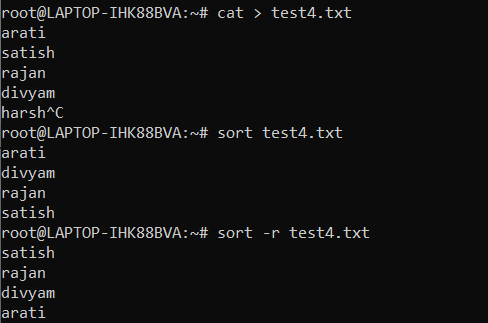 root@LAPTOP-IHK88BVA:~# cat > test4.txt
arati
satish
rajan
divyam
harsh^C
root@LAPTOP-IHK88BVA:~# sort test4.txt
arati
divyam
rajan
satish
root@LAPTOP-IHK88BVA:~# sort -r test4.txt
satish
rajan
divyam
arati